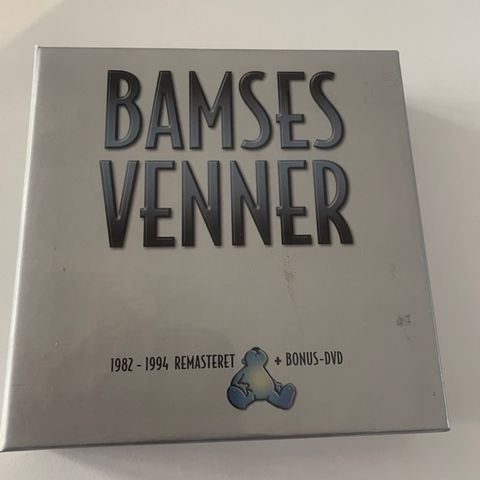 BAMSES
VENNER
1982 - 1994 REMASTERET + BONUS-DVD